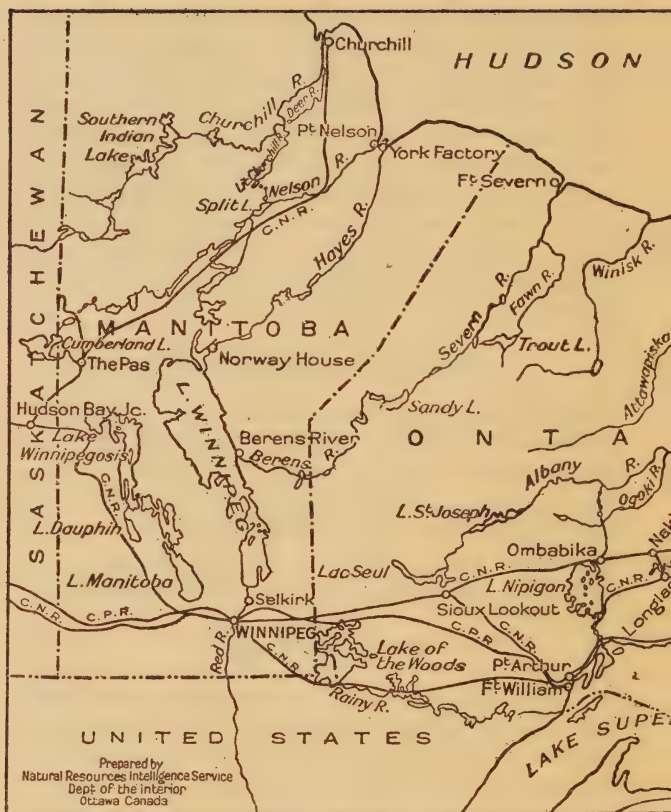 Churchill
HUDSON
Southern
Indian
Lake
Churchill R.
Deer R.
Pt Nelson
Lit. Churchill R.
York Factory
Ft Severn
Nelson R.
Split L.
C.N.R.
Hayes R.
Winisk R.
SASKATCHEWAN
MANITOBA
Severn R.
Fawn R.
Trout L.
Cumberland L.
The Pas
Norway House
Attawapiska
Sandy L.
Hudson Bay Jc.
Lake
Winnipegosis
L. WINNIPEG
Berens River
Berens R.
ONTA
Albany R.
Ogoki R.
L. St Joseph
C.N.R.
L. Dauphin
Lac Seul
Ombabika
Nak
C.N.R.
L. Nipigon
C.N.R.
L. Manitoba
Selkirk
Sioux Lookout
Longlac
C.N.R.
C.P.R.
WINNIPEG
C.P.R.
C.N.R.
Red R.
C.N.R.
Lake of
the Woods
Pt Arthur
Ft William
Rainy R.
UNITED STATES
LAKE SUPE
Prepared by
Natural Resources Intelligence Service
Dept of the Interior
Ottawa Canada